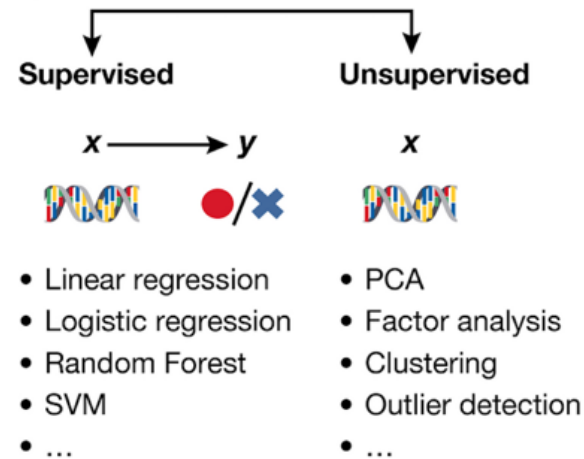 Supervised
x → y
/
• Linear regression
• Logistic regression
• Random Forest
• SVM
• ...
Unsupervised
x
• PCA
• Factor analysis
• Clustering
• Outlier detection
• ...